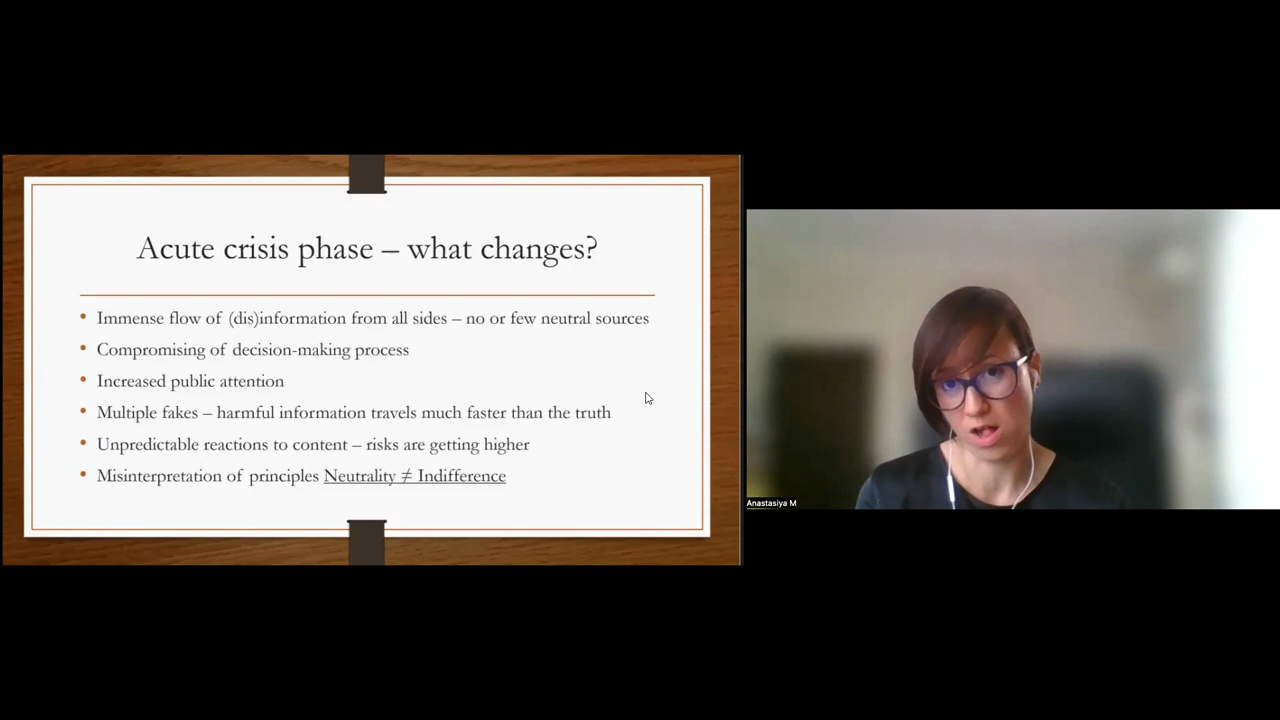 Acute crisis phase – what changes?
Immense flow of (dis)information from all sides – no or few neutral sources
Compromising of decision-making process
Increased public attention
Multiple fakes – harmful information travels much faster than the truth
Unpredictable reactions to content – risks are getting higher
Misinterpretation of principles Neutrality ≠ Indifference
Anastasiya M